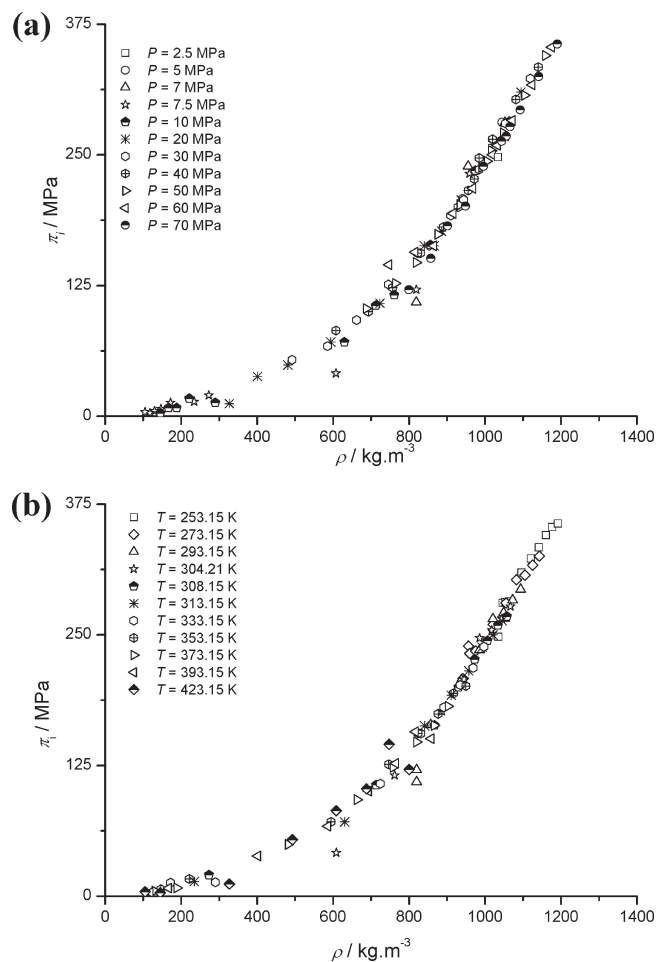 (a)
375
250
125
0
πi / MPa
P = 2.5 MPa
P = 5 MPa
P = 7 MPa
P = 7.5 MPa
P = 10 MPa
P = 20 MPa
P = 30 MPa
P = 40 MPa
P = 50 MPa
P = 60 MPa
P = 70 MPa
0 200 400 600 800 1000 1200 1400
ρ / kg.m-3
(b)
375
250
125
0
πi / MPa
T = 253.15 K
T = 273.15 K
T = 293.15 K
T = 304.21 K
T = 308.15 K
T = 313.15 K
T = 333.15 K
T = 353.15 K
T = 373.15 K
T = 393.15 K
T = 423.15 K
0 200 400 600 800 1000 1200 1400
ρ / kg.m-3